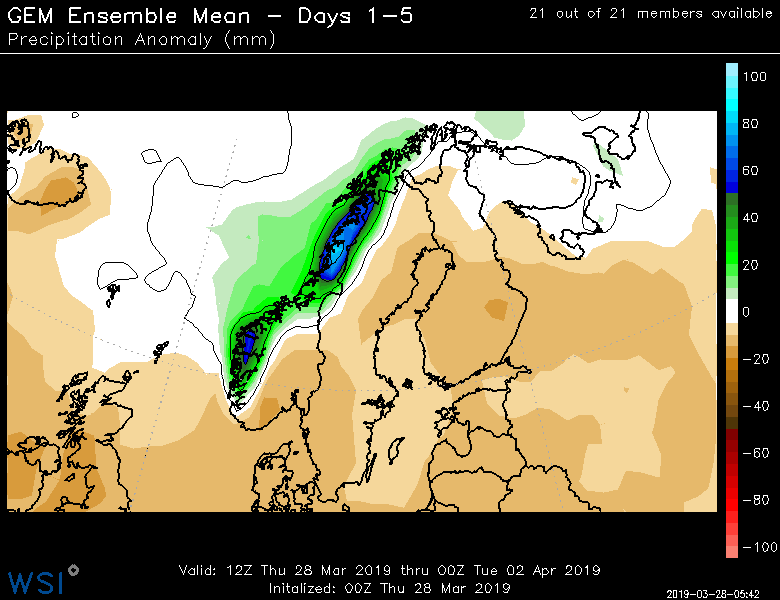 GEM Ensemble Mean - Days 1-5
21 out of 21 members available
Precipitation Anomaly (mm)
100
80
60
50
40
20
0
-20
-40
-60
-80
-100
Valid: 12Z Thu 28 Mar 2019 thru 00Z Tue 02 Apr 2019
Initalized: 00Z Thu 28 Mar 2019
WSI
2019-03-28-05:42